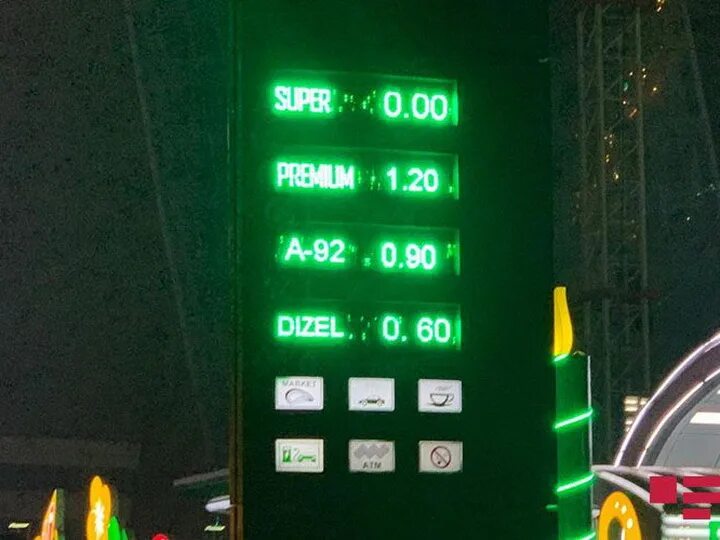 SUPER 0.00
PREMIUM 1.20
A-92 0.90
DIZEL 0.60
MARKET
ATM